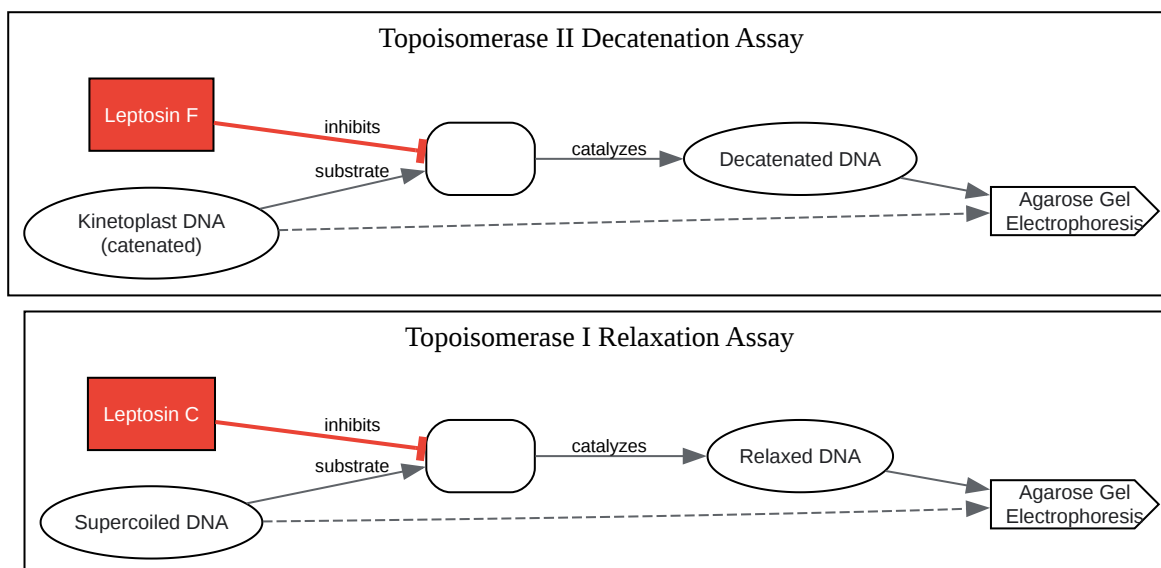 Topoisomerase II Decatenation Assay
Leptosin F
inhibits
substrate
catalyzes
Decatenated DNA
Kinetoplast DNA
(catenated)
Agarose Gel
Electrophoresis
Topoisomerase I Relaxation Assay
Leptosin C
inhibits
substrate
catalyzes
Relaxed DNA
Supercoiled DNA
Agarose Gel
Electrophoresis